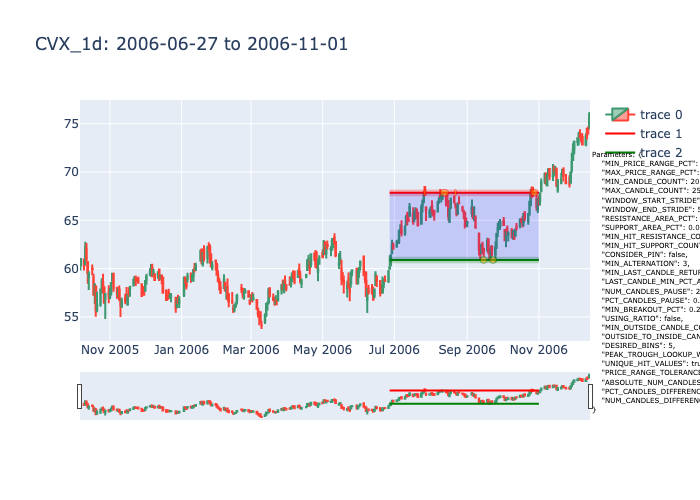 CVX_1d: 2006-06-27 to 2006-11-01
75
70
65
60
55
Nov 2005
Jan 2006
Mar 2006
May 2006
Jul 2006
Sep 2006
Nov 2006
trace 0
trace 1
trace 2
Parameters: {
"MIN_PRICE_RANGE_PCT":
"MAX_PRICE_RANGE_PCT":
"MIN_CANDLE_COUNT": 20
"MAX_CANDLE_COUNT": 25
"WINDOW_START_STRIDE"
"WINDOW_END_STRIDE": 5
"RESISTANCE_AREA_PCT":
"SUPPORT_AREA_PCT": 0.0
"MIN_HIT_RESISTANCE_CO
"MIN_HIT_SUPPORT_COUNT
"CONSIDER_PIN": false,
"MIN_ALTERNATION": 3,
"MIN_LAST_CANDLE_RETUR
"LAST_CANDLE_MIN_PCT_A
"NUM_CANDLES_PAUSE": 2
"PCT_CANDLES_PAUSE": 0.
"MIN_BREAKOUT_PCT": 0.2
"USING_RATIO": false,
"MIN_OUTSIDE_CANDLE_CO
"OUTSIDE_TO_INSIDE_CAN
"DESIRED_BINS": 5,
"PEAK_TROUGH_LOOKUP_W
"UNIQUE_HIT_VALUES": tru
"PRICE_RANGE_TOLERANC
"ABSOLUTE_NUM_CANDLES
"PCT_CANDLES_DIFFERENC
"NUM_CANDLES_DIFFEREN
}